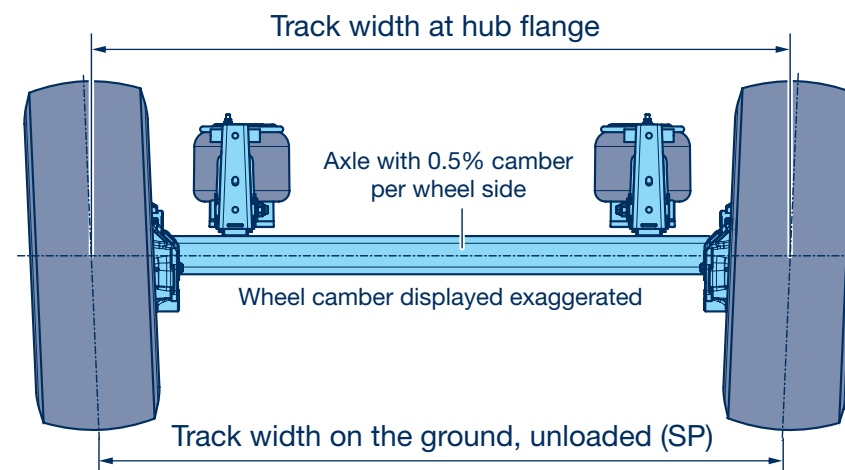 Track width at hub flange
Axle with 0.5% camber
per wheel side
Wheel camber displayed exaggerated
Track width on the ground, unloaded (SP)